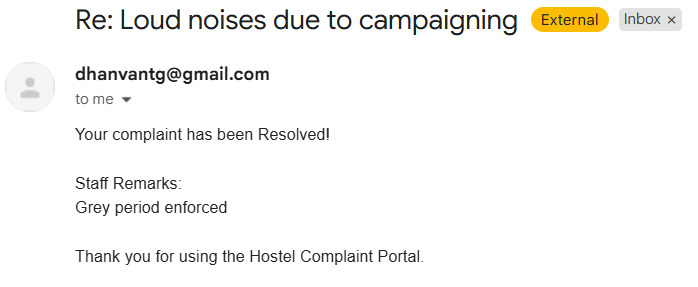 Re: Loud noises due to campaigning External Inbox ×
dhanvantg@gmail.com
to me
Your complaint has been Resolved!
Staff Remarks:
Grey period enforced
Thank you for using the Hostel Complaint Portal.